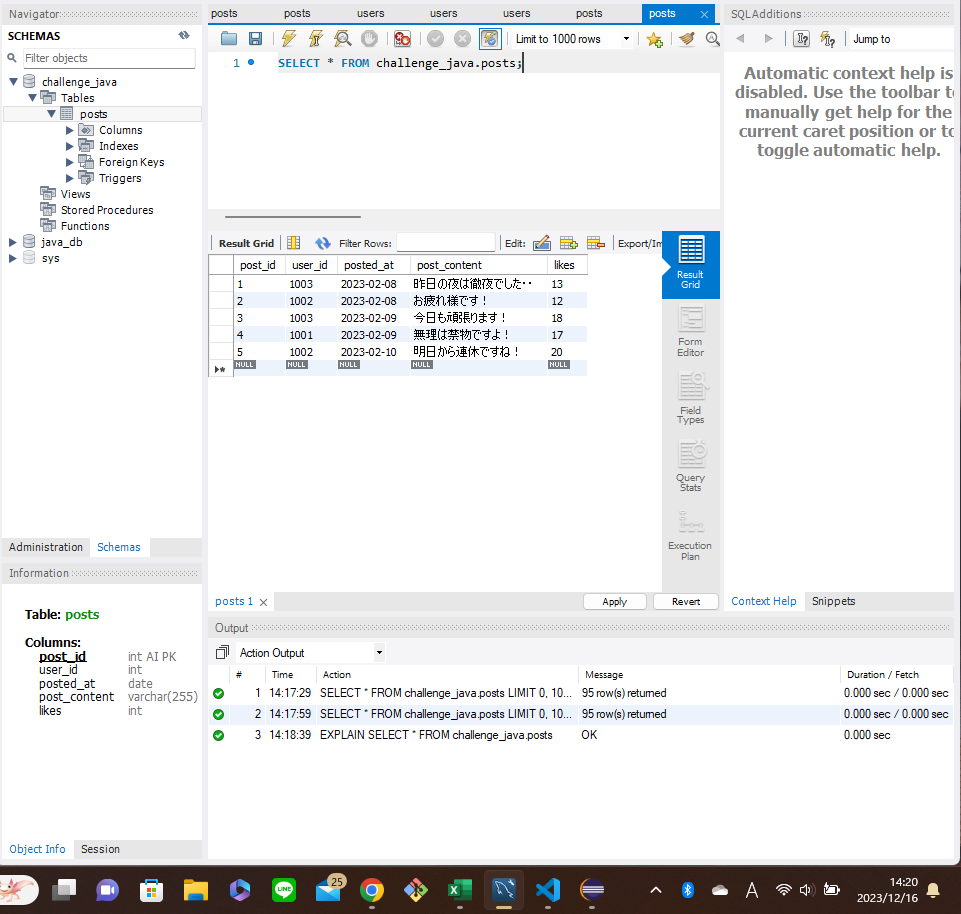 Navigator
SCHEMAS
Filter objects
challenge_java
Tables
posts
Columns
Indexes
Foreign Keys
Triggers
Views
Stored Procedures
Functions
java_db
sys
Administration Schemas
Information
Table: posts
Columns:
post_id int AI PK
user_id int
posted_at date
post_content varchar(255)
likes int
Object Info Session
posts posts users users users posts posts
Limit to 1000 rows
1 SELECT * FROM challenge_java.posts;
Result Grid Filter Rows: Edit: Export/Im
post_id user_id posted_at post_content likes
1 1003 2023-02-08 昨日の夜は徹夜でした・・ 13
2 1002 2023-02-08 お疲れ様です! 12
3 1003 2023-02-09 今日も頑張ります! 18
4 1001 2023-02-09 無理は禁物ですよ! 17
5 1002 2023-02-10 明日から連休ですね! 20
NULL NULL NULL NULL NULL
Result
Grid
Form
Editor
Field
Types
Query
Stats
Execution
Plan
posts 1 Apply Revert
SQLAdditions
Jump to
Automatic context help is
disabled. Use the toolbar to
manually get help for the
current caret position or to
toggle automatic help.
Context Help Snippets
Output
Action Output
# Time Action Message Duration / Fetch
1 14:17:29 SELECT * FROM challenge_java.posts LIMIT 0, 10... 95 row(s) returned 0.000 sec / 0.000 sec
2 14:17:59 SELECT * FROM challenge_java.posts LIMIT 0, 10... 95 row(s) returned 0.000 sec / 0.000 sec
3 14:18:39 EXPLAIN SELECT * FROM challenge_java.posts OK 0.000 sec
LINE
25
A
14:20
2023/12/16